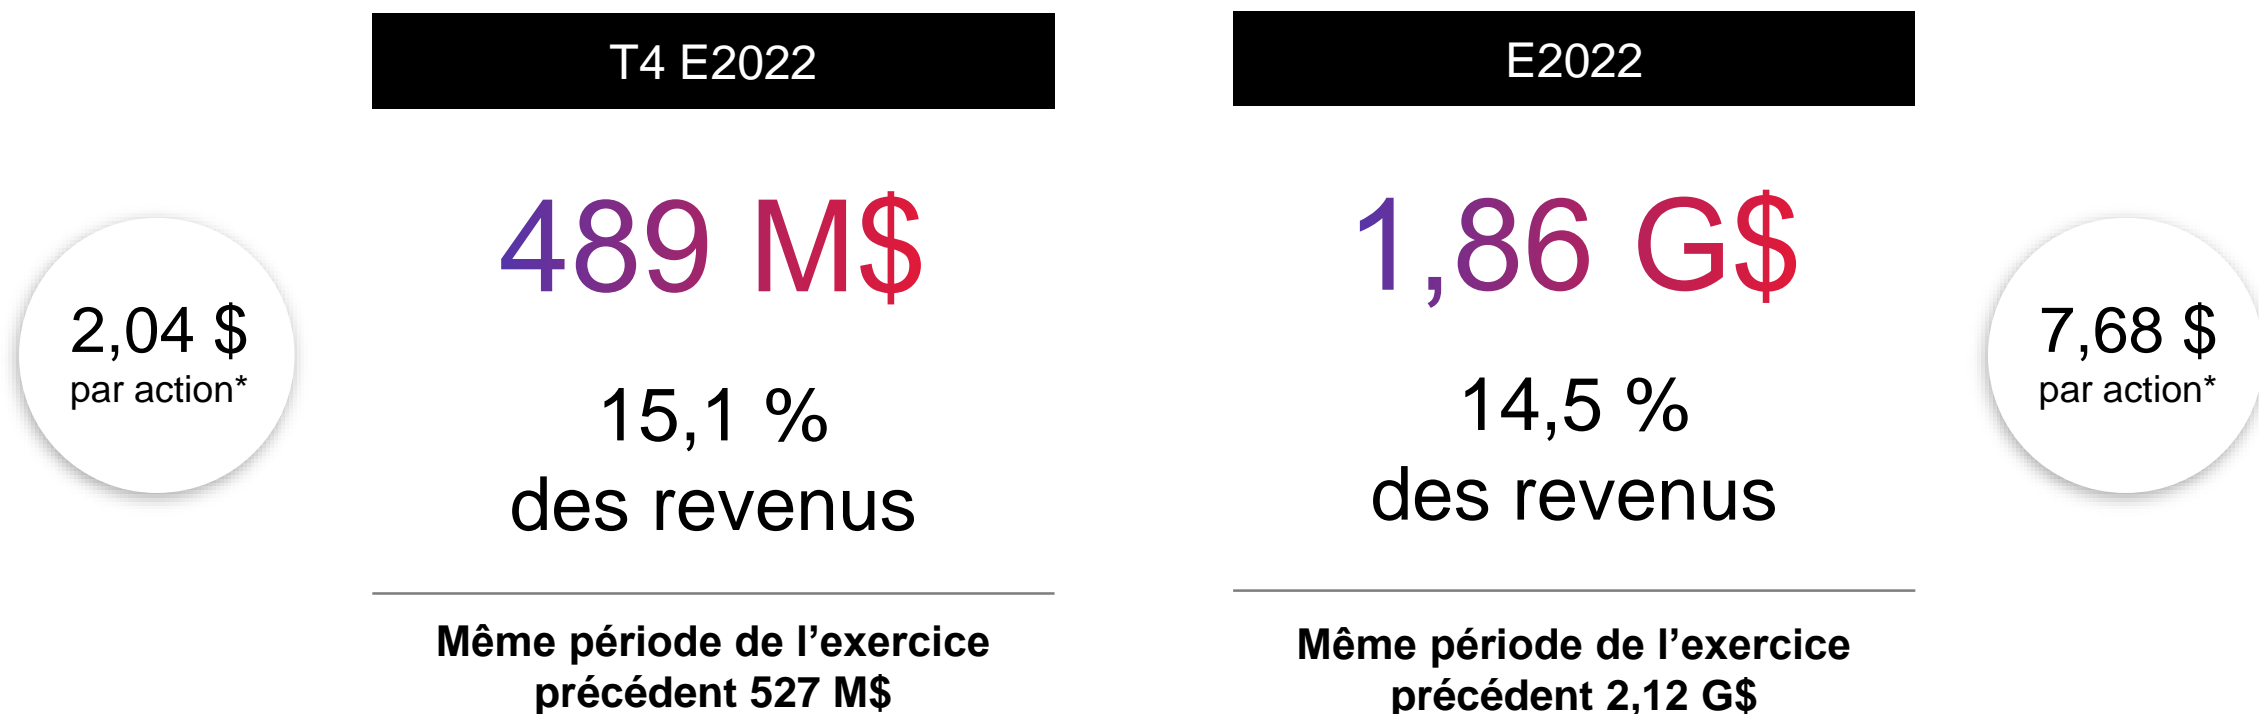 T4 E2022
489 M$
15,1 %
des revenus
Même période de l’exercice
précédent 527 M$
2,04 $
par action*
E2022
1,86 G$
14,5 %
des revenus
Même période de l’exercice
précédent 2,12 G$
7,68 $
par action*